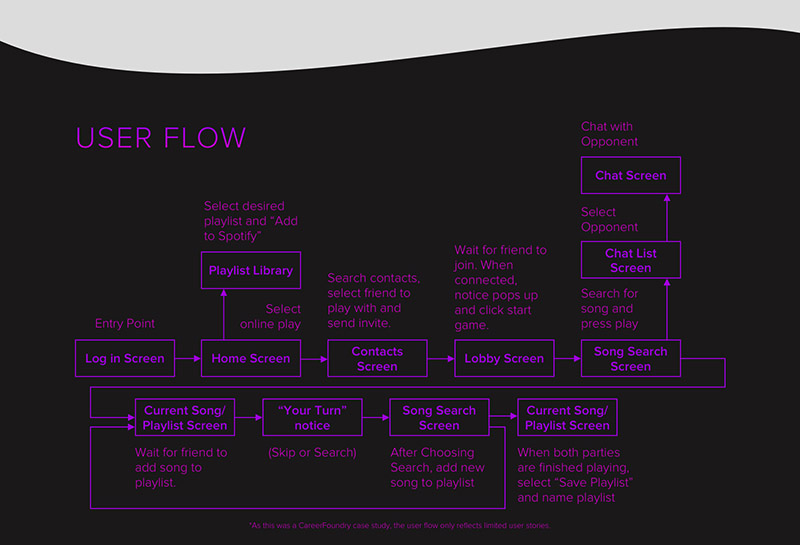 USER FLOW
Chat with
Opponent
Chat Screen
Select
Opponent
Chat List
Screen
Search for
song and
press play
Select desired
playlist and “Add
to Spotify”
Playlist Library
Select
online play
Search contacts,
select friend to
play with and
send invite.
Wait for friend to
join. When
connected,
notice pops up
and click start
game.
Entry Point
Log in Screen
Home Screen
Contacts
Screen
Lobby Screen
Song Search
Screen
Current Song/
Playlist Screen
Wait for friend to
add song to
playlist.
“Your Turn”
notice
(Skip or Search)
Song Search
Screen
After Choosing
Search, add new
song to playlist
Current Song/
Playlist Screen
When both parties
are finished playing,
select “Save Playlist”
and name playlist
*As this was a CareerFoundry case study, the user flow only reflects limited user stories.